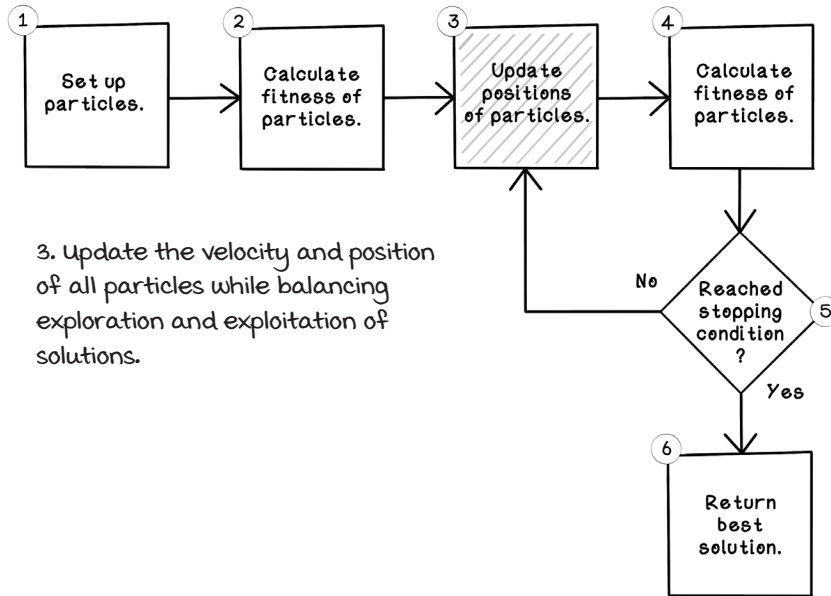 1
Set up
particles.
2
Calculate
fitness of
particles.
3
Update
positions
of particles.
4
Calculate
fitness of
particles.
3. Update the velocity and position
of all particles while balancing
exploration and exploitation of
solutions.
No
Reached
stopping
condition
?
5
Yes
6
Return
best
solution.